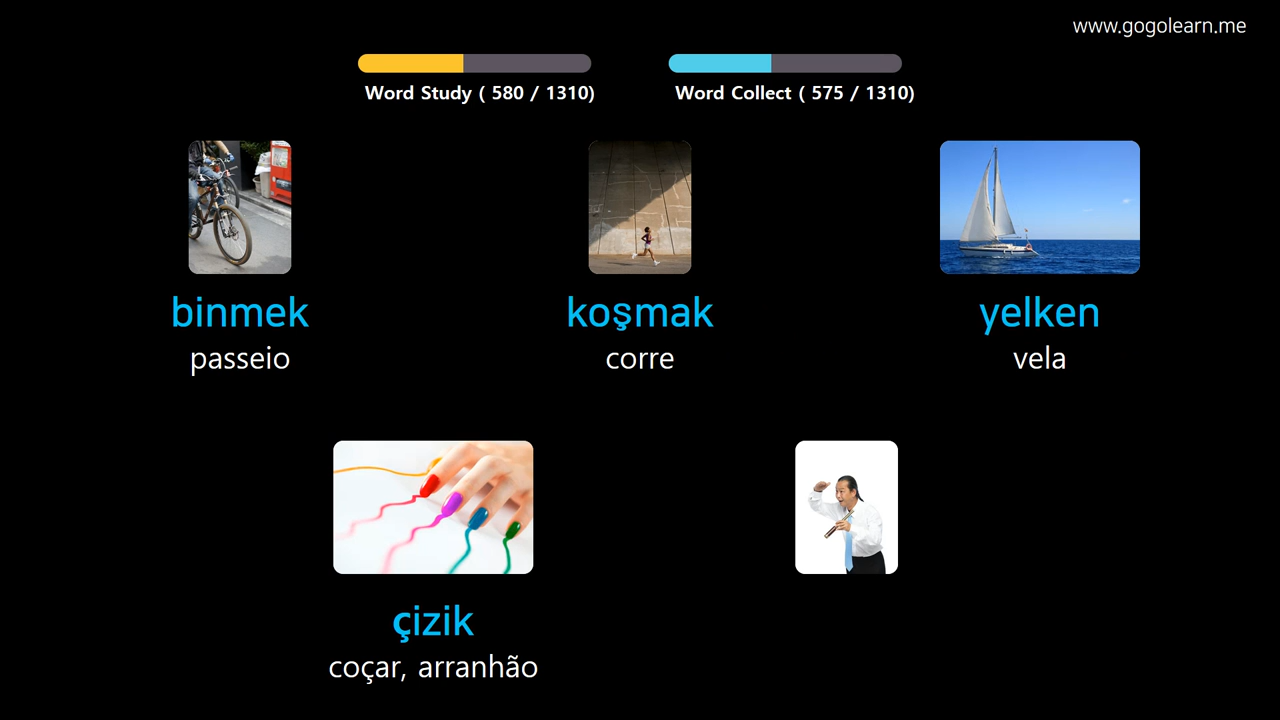 www.gogolearn.me
Word Study ( 580 / 1310)
Word Collect ( 575 / 1310)
binmek
passeio
koşmak
corre
yelken
vela
çizik
coçar, arranhão